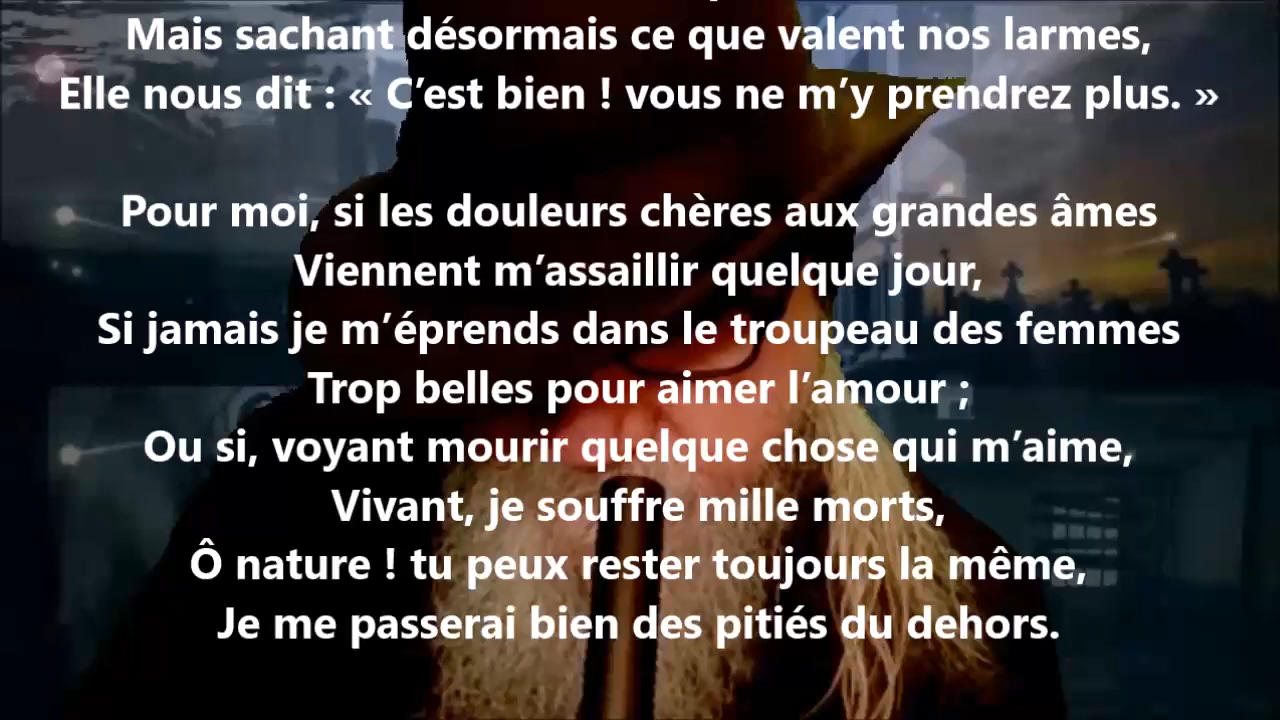 Mais sachant désormais ce que valent nos larmes,
Elle nous dit : « C’est bien ! vous ne m’y prendrez plus. »
Pour moi, si les douleurs chères aux grandes âmes
Viennent m’assaillir quelque jour,
Si jamais je m’éprends dans le troupeau des femmes
Trop belles pour aimer l’amour ;
Ou si, voyant mourir quelque chose qui m’aime,
Vivant, je souffre mille morts,
Ô nature ! tu peux rester toujours la même,
Je me passerai bien des pitiés du dehors.